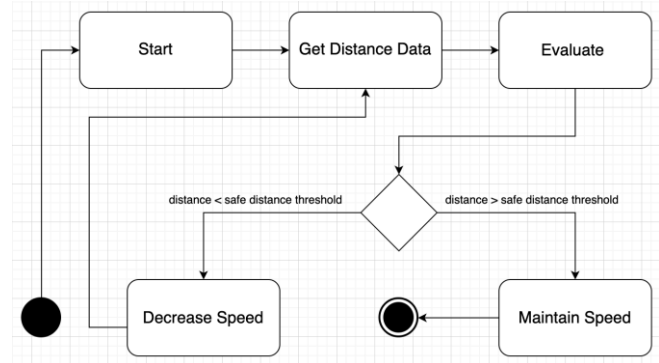 Start
Get Distance Data
Evaluate
distance < safe distance threshold
distance > safe distance threshold
Decrease Speed
Maintain Speed